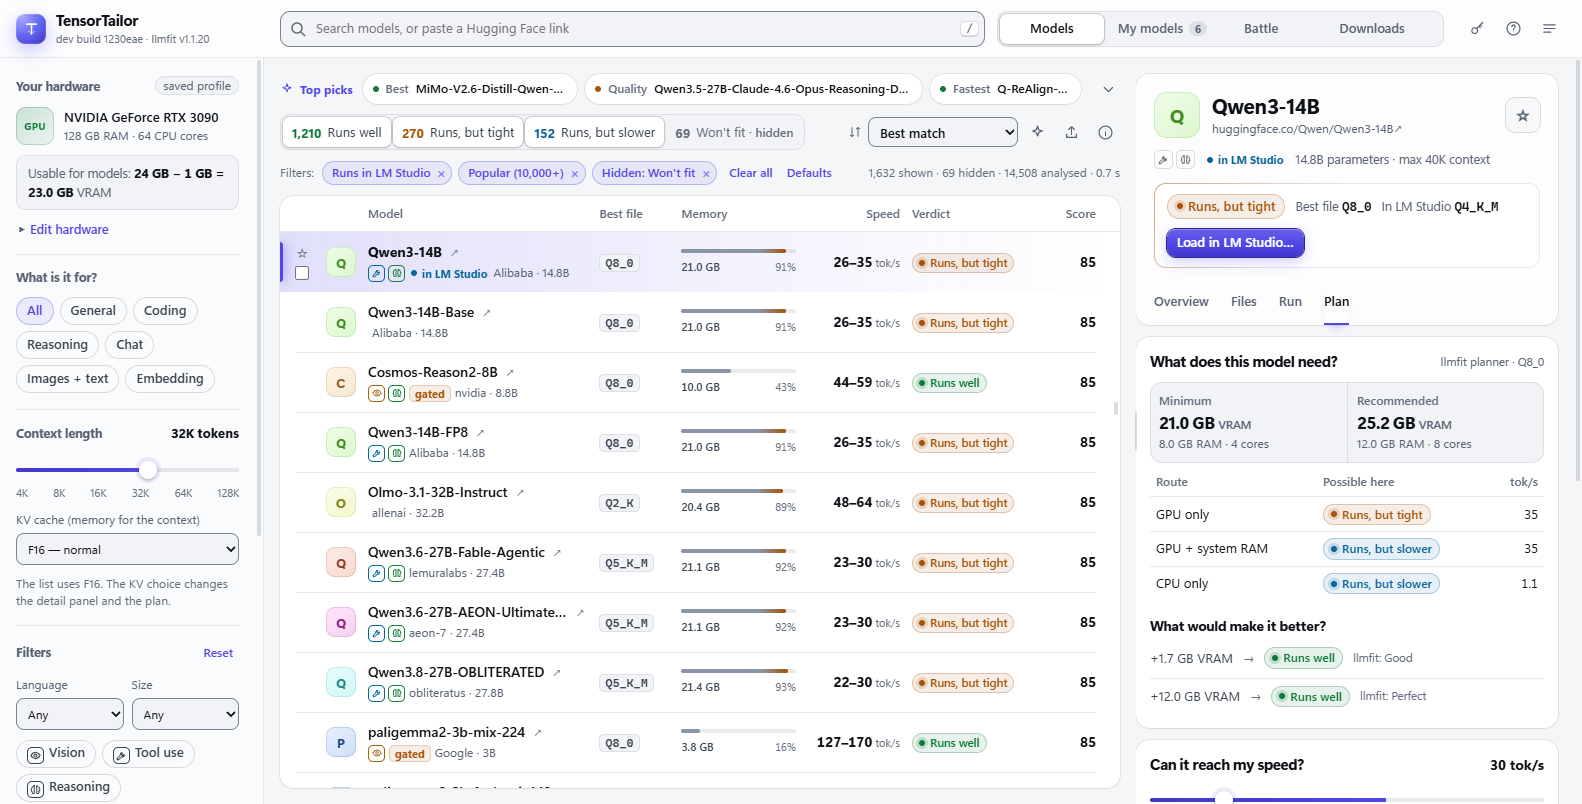 TensorTailor
dev build 1230eae · llmfit v1.1.20
Search models, or paste a Hugging Face link
/
Models
My models 6
Battle
Downloads
Your hardware
saved profile
GPU
NVIDIA GeForce RTX 3090
128 GB RAM · 64 CPU cores
Usable for models: 24 GB − 1 GB =
23.0 GB VRAM
Edit hardware
What is it for?
All
General
Coding
Reasoning
Chat
Images + text
Embedding
Context length
32K tokens
4K 8K 16K 32K 64K 128K
KV cache (memory for the context)
F16 — normal
The list uses F16. The KV choice changes
the detail panel and the plan.
Filters
Reset
Language
Size
Any
Any
Vision
Tool use
Reasoning
Top picks
Best MiMo-V2.6-Distill-Qwen-...
Quality Qwen3.5-27B-Claude-4.6-Opus-Reasoning-D...
Fastest Q-ReAlign-...
1,210 Runs well
270 Runs, but tight
152 Runs, but slower
69 Won't fit · hidden
Best match
Filters:
Runs in LM Studio ×
Popular (10,000+) ×
Hidden: Won't fit ×
Clear all
Defaults
1,632 shown · 69 hidden · 14,508 analysed · 0.7 s
Model Best file Memory Speed Verdict Score
Q
Qwen3-14B ↗
in LM Studio Alibaba · 14.8B
Q8_0
21.0 GB 91%
26–35 tok/s
Runs, but tight
85
Q
Qwen3-14B-Base ↗
Alibaba · 14.8B
Q8_0
21.0 GB 91%
26–35 tok/s
Runs, but tight
85
C
Cosmos-Reason2-8B ↗
gated nvidia · 8.8B
Q8_0
10.0 GB 43%
44–59 tok/s
Runs well
85
Q
Qwen3-14B-FP8 ↗
Alibaba · 14.8B
Q8_0
21.0 GB 91%
26–35 tok/s
Runs, but tight
85
O
Olmo-3.1-32B-Instruct ↗
allenai · 32.2B
Q2_K
20.4 GB 89%
48–64 tok/s
Runs, but tight
85
Q
Qwen3.6-27B-Fable-Agentic ↗
lemuralabs · 27.4B
Q5_K_M
21.1 GB 92%
23–30 tok/s
Runs, but tight
85
Q
Qwen3.6-27B-AEON-Ultimate... ↗
aeon-7 · 27.4B
Q5_K_M
21.1 GB 92%
23–30 tok/s
Runs, but tight
85
Q
Qwen3.8-27B-OBLITERATED ↗
obliteratus · 27.8B
Q5_K_M
21.4 GB 93%
22–30 tok/s
Runs, but tight
85
P
paligemma2-3b-mix-224 ↗
gated Google · 3B
Q8_0
3.8 GB 16%
127–170 tok/s
Runs well
85
Q
Qwen3-14B
huggingface.co/Qwen/Qwen3-14B↗
in LM Studio 14.8B parameters · max 40K context
Runs, but tight Best file Q8_0 In LM Studio Q4_K_M
Load in LM Studio...
Overview Files Run Plan
What does this model need?
llmfit planner · Q8_0
Minimum
21.0 GB VRAM
8.0 GB RAM · 4 cores
Recommended
25.2 GB VRAM
12.0 GB RAM · 8 cores
Route Possible here tok/s
GPU only Runs, but tight 35
GPU + system RAM Runs, but slower 35
CPU only Runs, but slower 1.1
What would make it better?
+1.7 GB VRAM → Runs well llmfit: Good
+12.0 GB VRAM → Runs well llmfit: Perfect
Can it reach my speed?
30 tok/s